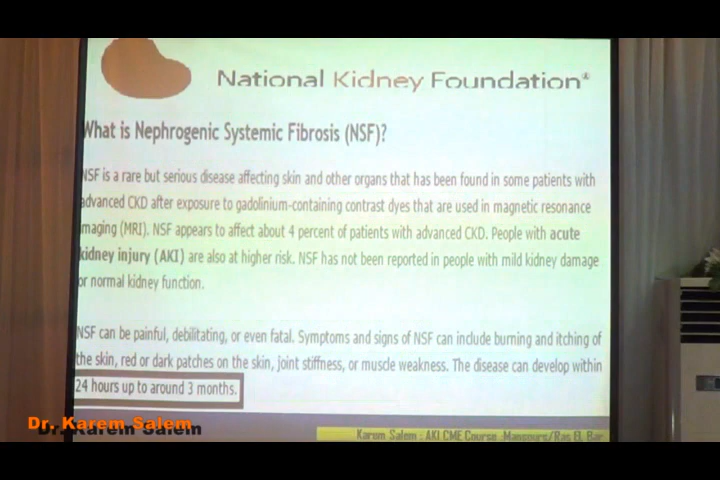 National Kidney Foundation®
What is Nephrogenic Systemic Fibrosis (NSF)?
NSF is a rare but serious disease affecting skin and other organs that has been found in some patients with
advanced CKD after exposure to gadolinium-containing contrast dyes that are used in magnetic resonance
imaging (MRI). NSF appears to affect about 4 percent of patients with advanced CKD. People with acute
kidney injury (AKI) are also at higher risk. NSF has not been reported in people with mild kidney damage
or normal kidney function.
NSF can be painful, debilitating, or even fatal. Symptoms and signs of NSF can include burning and itching of
the skin, red or dark patches on the skin, joint stiffness, or muscle weakness. The disease can develop within
24 hours up to around 3 months.
Dr. Karem Salem
Karem Salem : AKI CME Course Mansoura/Ras El Bar